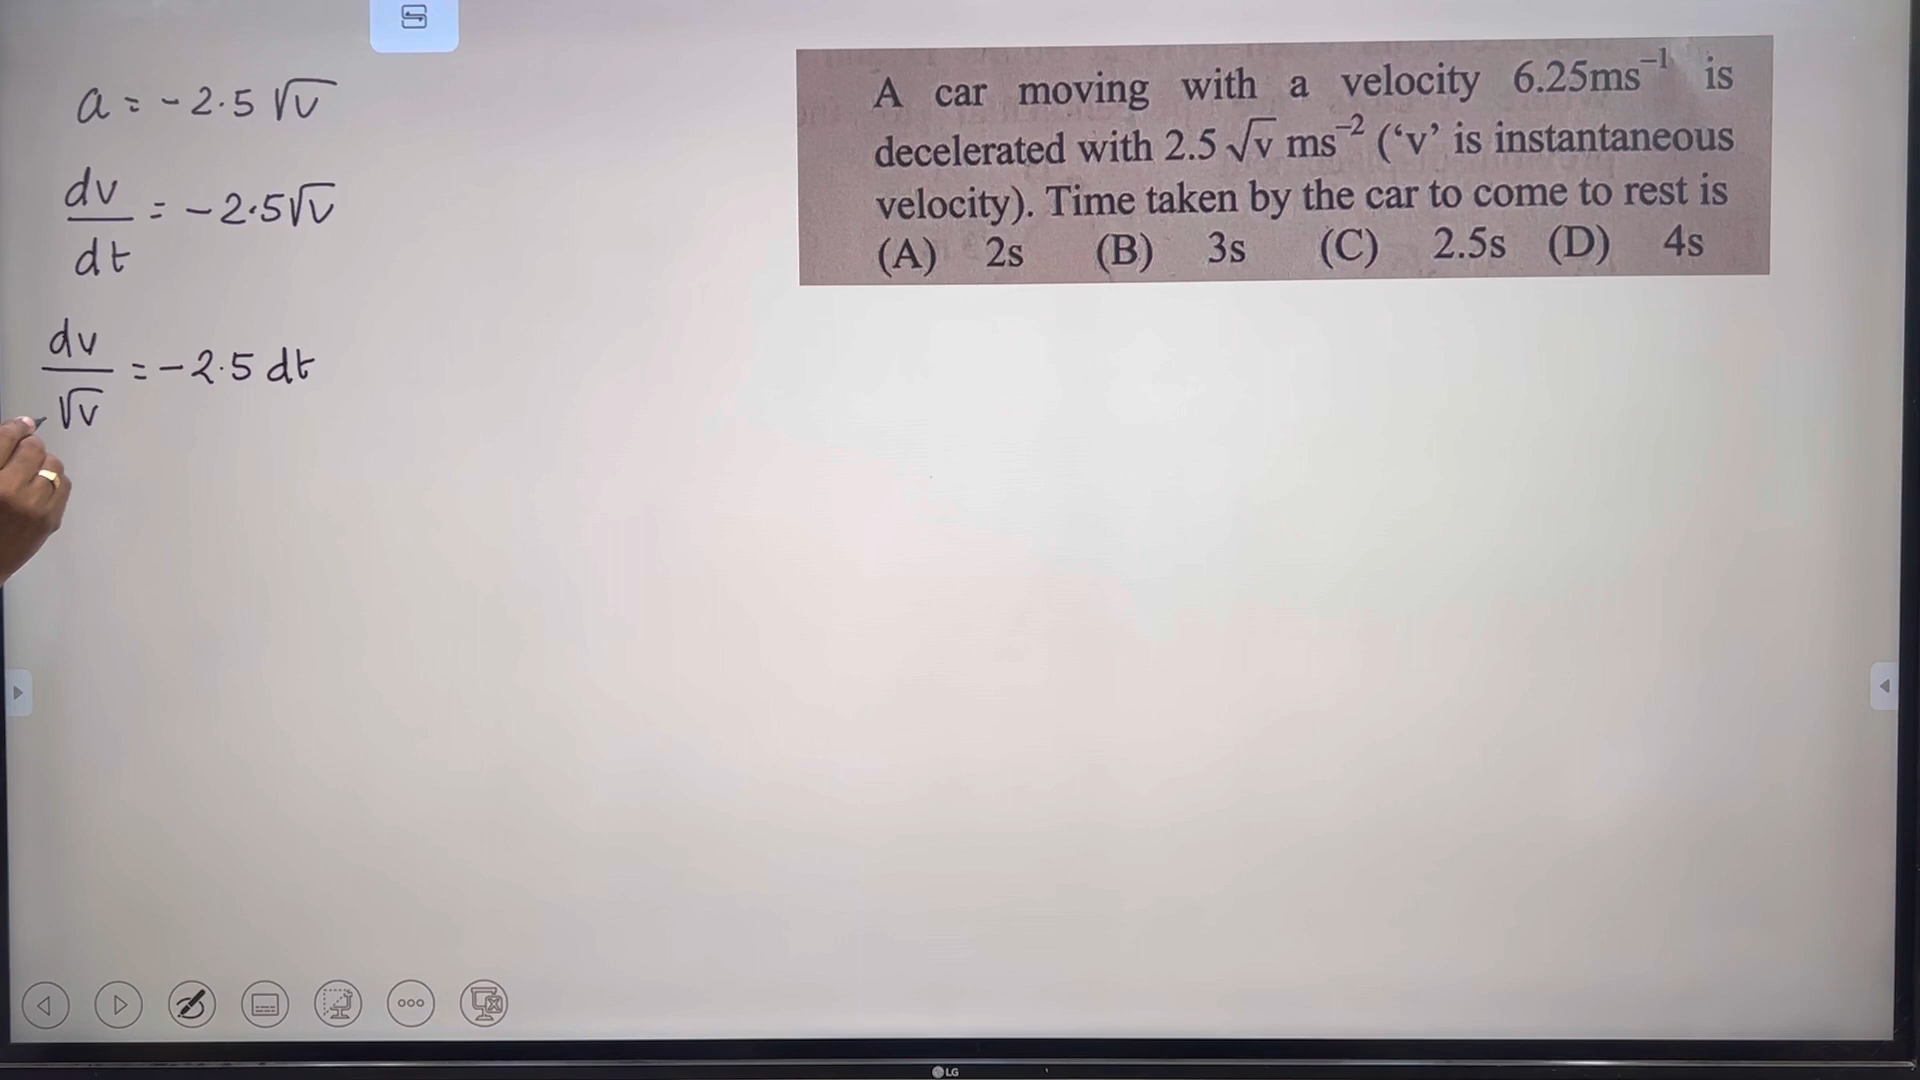 a = -2.5 √v
dv/dt = -2.5√v
dv/√v = -2.5 dt
A car moving with a velocity 6.25ms⁻¹ is
decelerated with 2.5 √v ms⁻² (‘v’ is instantaneous
velocity). Time taken by the car to come to rest is
(A) 2s (B) 3s (C) 2.5s (D) 4s
LG